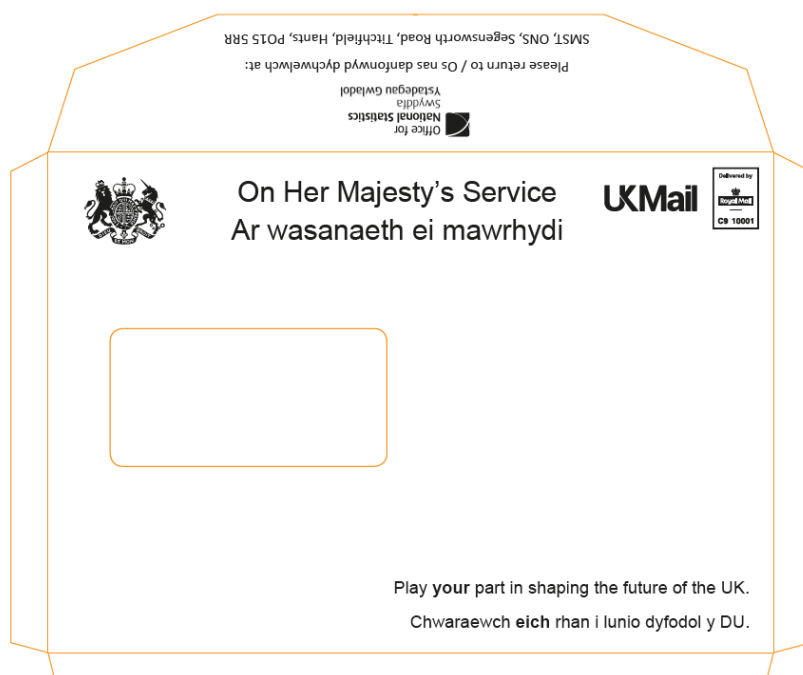 Office for
National Statistics
Swyddfa
Ystadegau Gwladol
Please return to / Os nas danfonwyd dychwelwch at:
SMST, ONS, Segensworth Road, Titchfield, Hants, PO15 5RR
On Her Majesty's Service
Ar wasanaeth ei mawrhydi
UKMail
Delivered by
Royal Mail
C9 10001
Play your part in shaping the future of the UK.
Chwaraewch eich rhan i lunio dyfodol y DU.